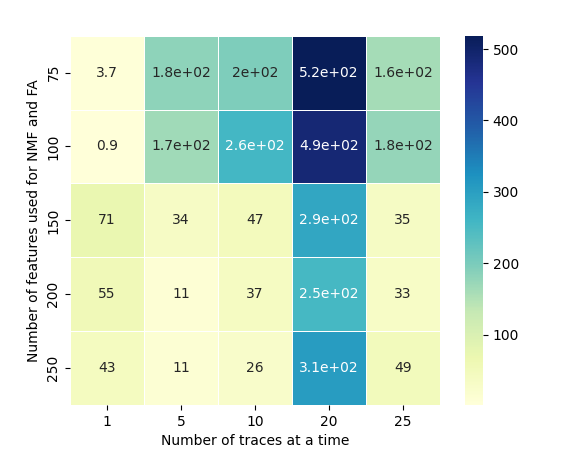 Number of features used for NMF and FA
75 3.7 1.8e+02 2e+02 5.2e+02 1.6e+02
100 0.9 1.7e+02 2.6e+02 4.9e+02 1.8e+02
150 71 34 47 2.9e+02 35
200 55 11 37 2.5e+02 33
250 43 11 26 3.1e+02 49
1 5 10 20 25
Number of traces at a time
500
400
300
200
100